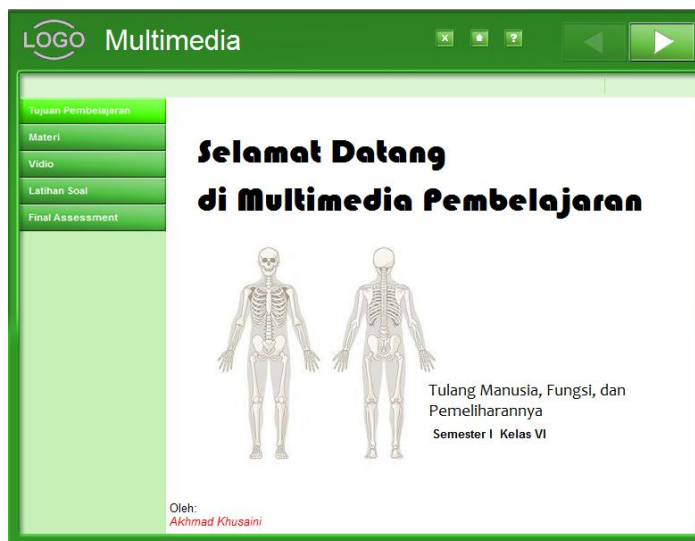 LOGO Multimedia
X ?
Tujuan Pembelajaran
Materi
Vidio
Latihan Soal
Final Assessment
Selamat Datang
di Multimedia Pembelajaran
Tulang Manusia, Fungsi, dan
Pemeliharannya
Semester I Kelas VI
Oleh:
Akhmad Khusaini